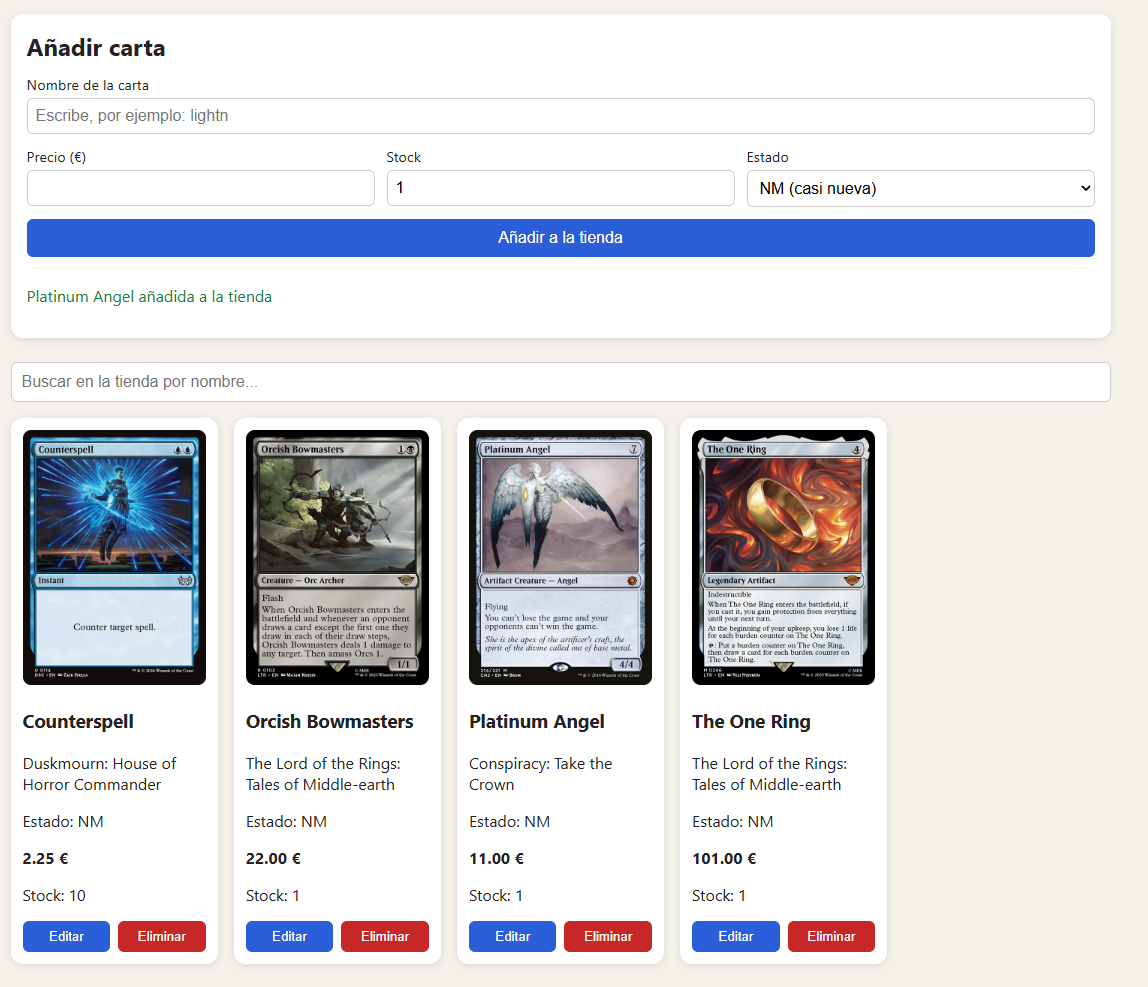 Añadir carta
Nombre de la carta
Escribe, por ejemplo: lightn
Precio (€)
Stock
Estado
1
NM (casi nueva)
Añadir a la tienda
Platinum Angel añadida a la tienda
Buscar en la tienda por nombre...
Counterspell
Instant
Counter target spell.
Counterspell
Duskmourn: House of
Horror Commander
Estado: NM
2.25 €
Stock: 10
Editar
Eliminar
Orcish Bowmasters
1
Creature — Orc Archer
Flash
When Orcish Bowmasters enters the
battlefield and whenever an opponent
draws a card except the first one they
draw in each of their draw steps,
Orcish Bowmasters deals 1 damage to
any target. Then amass Orcs 1.
1/1
Orcish Bowmasters
The Lord of the Rings:
Tales of Middle-earth
Estado: NM
22.00 €
Stock: 1
Editar
Eliminar
Platinum Angel
7
Artifact Creature — Angel
Flying
You can't lose the game and your
opponents can't win the game.
She is the apex of the artificer's craft, the
spirit of the divine called out of base metal.
4/4
Platinum Angel
Conspiracy: Take the
Crown
Estado: NM
11.00 €
Stock: 1
Editar
Eliminar
The One Ring
4
Legendary Artifact
Indestructible
When The One Ring enters the battlefield, if
you cast it, you gain protection from everything
until your next turn.
At the beginning of your upkeep, you lose 1 life
for each burden counter on The One Ring.
: Put a burden counter on The One Ring,
then draw a card for each burden counter on
The One Ring.
The One Ring
The Lord of the Rings:
Tales of Middle-earth
Estado: NM
101.00 €
Stock: 1
Editar
Eliminar